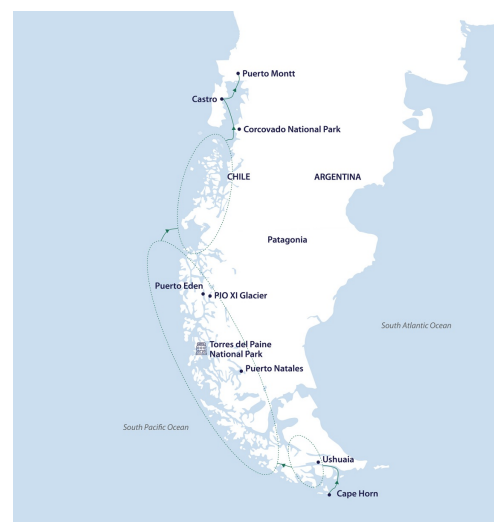 Puerto Montt
Castro
Corcovado National Park
CHILE
ARGENTINA
Patagonia
Puerto Eden
PIO XI Glacier
South Atlantic Ocean
Torres del Paine
National Park
Puerto Natales
South Pacific Ocean
Ushuaia
Cape Horn